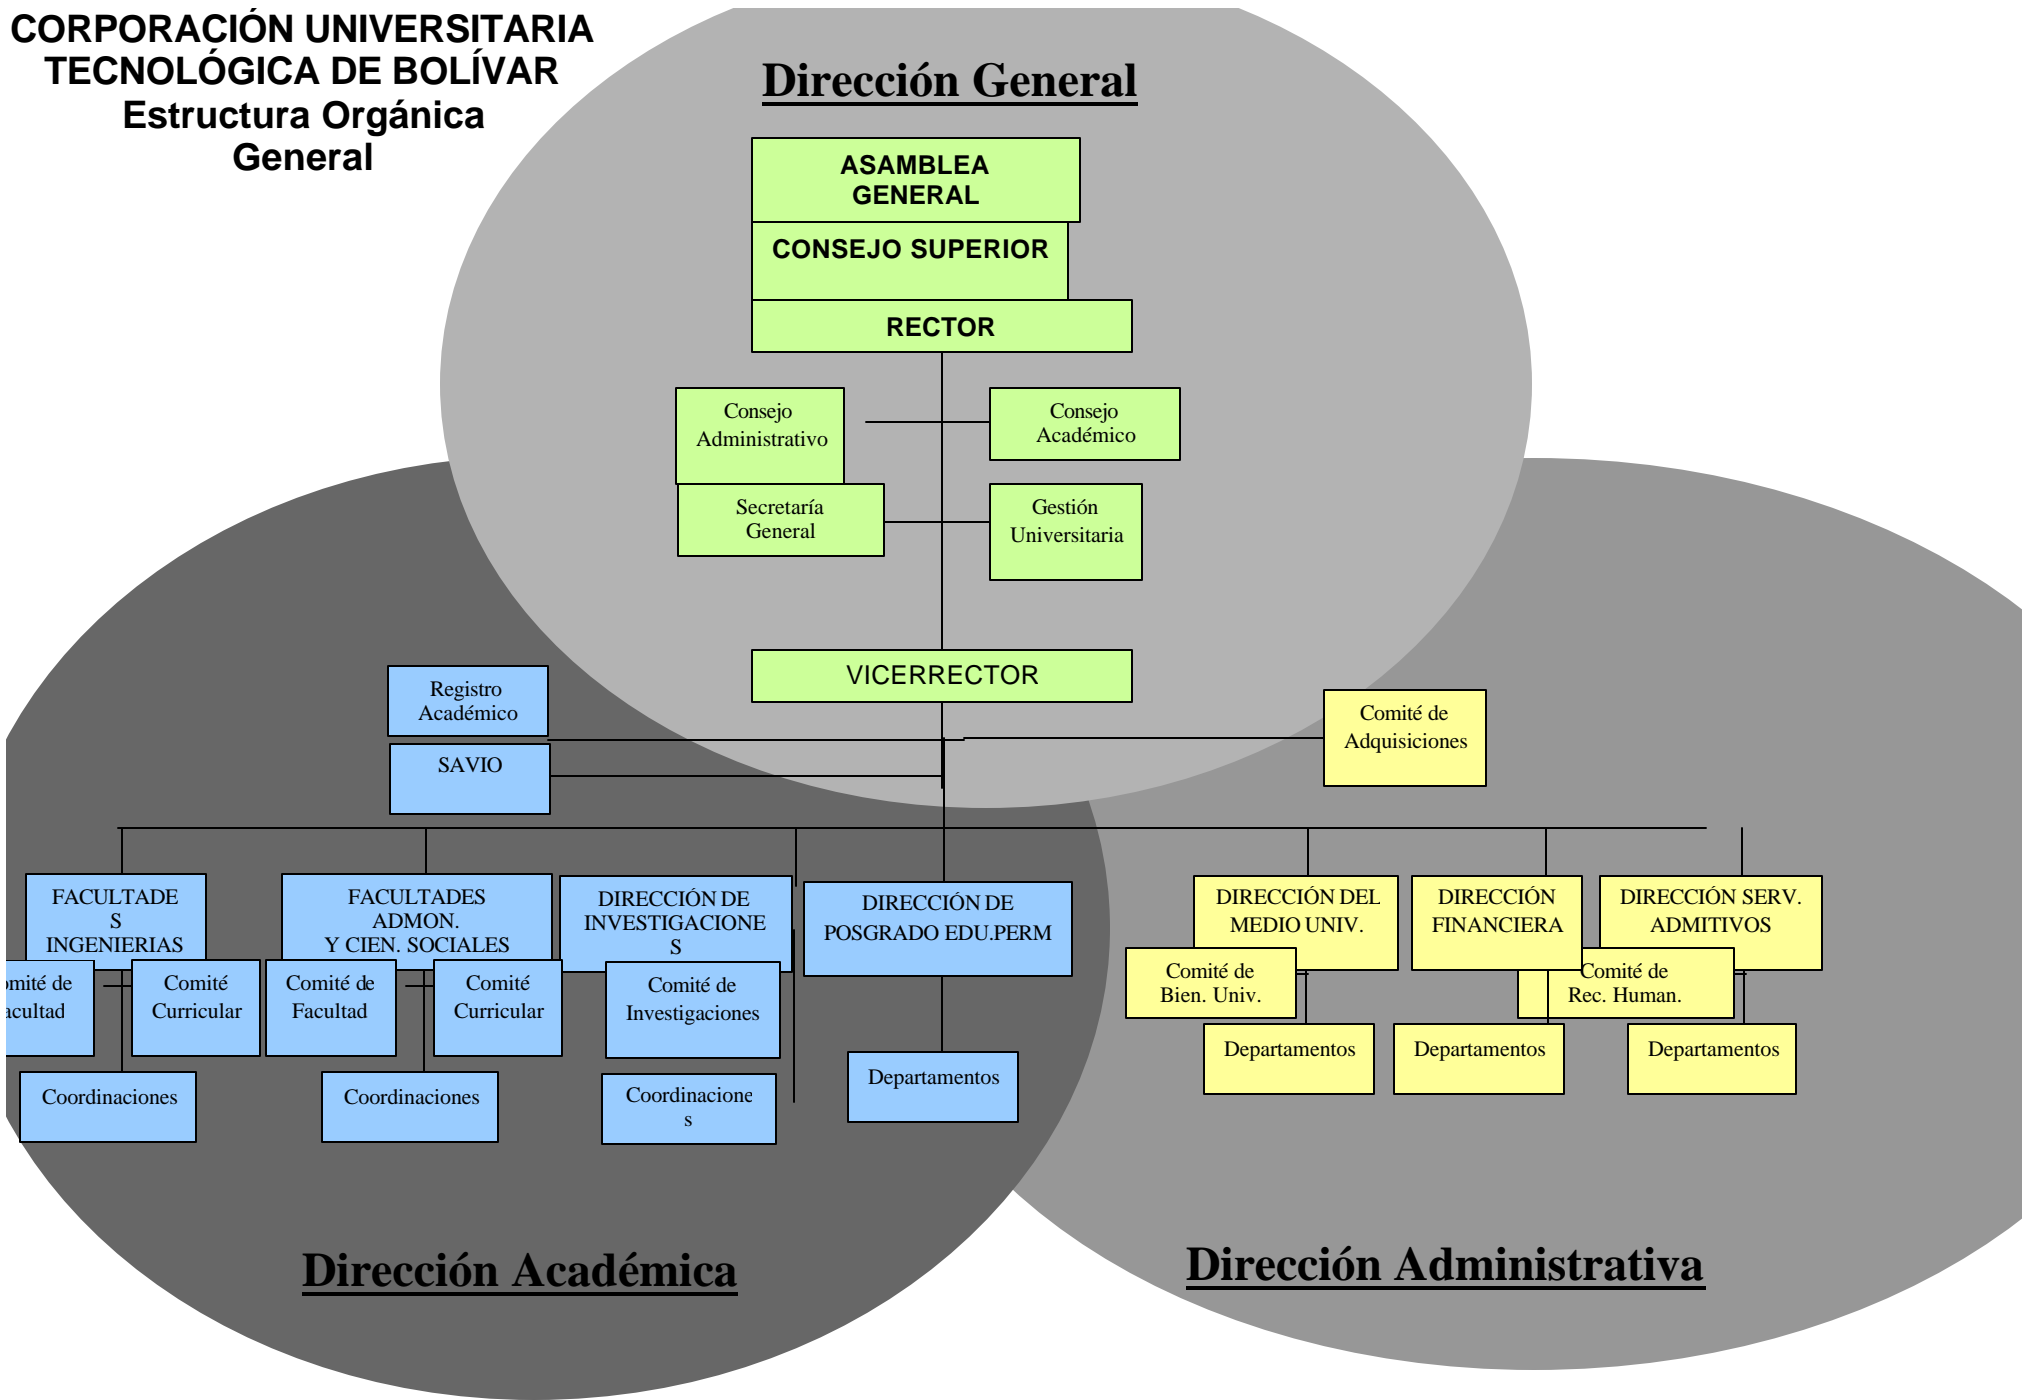 CORPORACIÓN UNIVERSITARIA
TECNOLÓGICA DE BOLÍVAR
Estructura Orgánica
General
Dirección General
ASAMBLEA
GENERAL
CONSEJO SUPERIOR
RECTOR
Consejo
Administrativo
Consejo
Académico
Secretaría
General
Gestión
Universitaria
VICERRECTOR
Registro
Académico
SAVIO
Comité de
Adquisiciones
FACULTADE
S
INGENIERIAS
FACULTADES
ADMON.
Y CIEN. SOCIALES
DIRECCIÓN DE
INVESTIGACIONE
S
DIRECCIÓN DE
POSGRADO EDU.PERM
DIRECCIÓN DEL
MEDIO UNIV.
DIRECCIÓN
FINANCIERA
DIRECCIÓN SERV.
ADMITIVOS
omité de
acultad
Comité
Curricular
Comité de
Facultad
Comité
Curricular
Comité de
Investigaciones
Comité de
Bien. Univ.
Comité de
Rec. Human.
Coordinaciones
Coordinaciones
Coordinacione
s
Departamentos
Departamentos
Departamentos
Departamentos
Dirección Académica
Dirección Administrativa